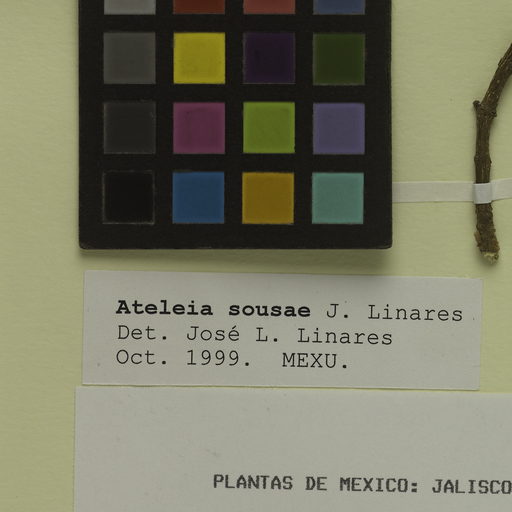 Ateleia sousae J. Linares
Det. José L. Linares
Oct. 1999. MEXU.
PLANTAS DE MEXICO: JALISCO